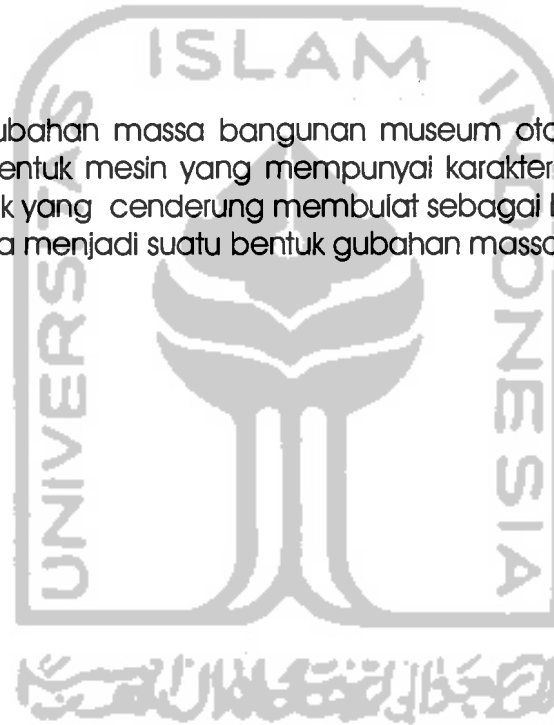 ISLAM
UNIVERSITAS
INDONESIA
ubahan massa bangunan museum oto
entuk mesin yang mempunyai karakter
k yang cenderung membulat sebagai
a menjadi suatu bentuk gubahan massa